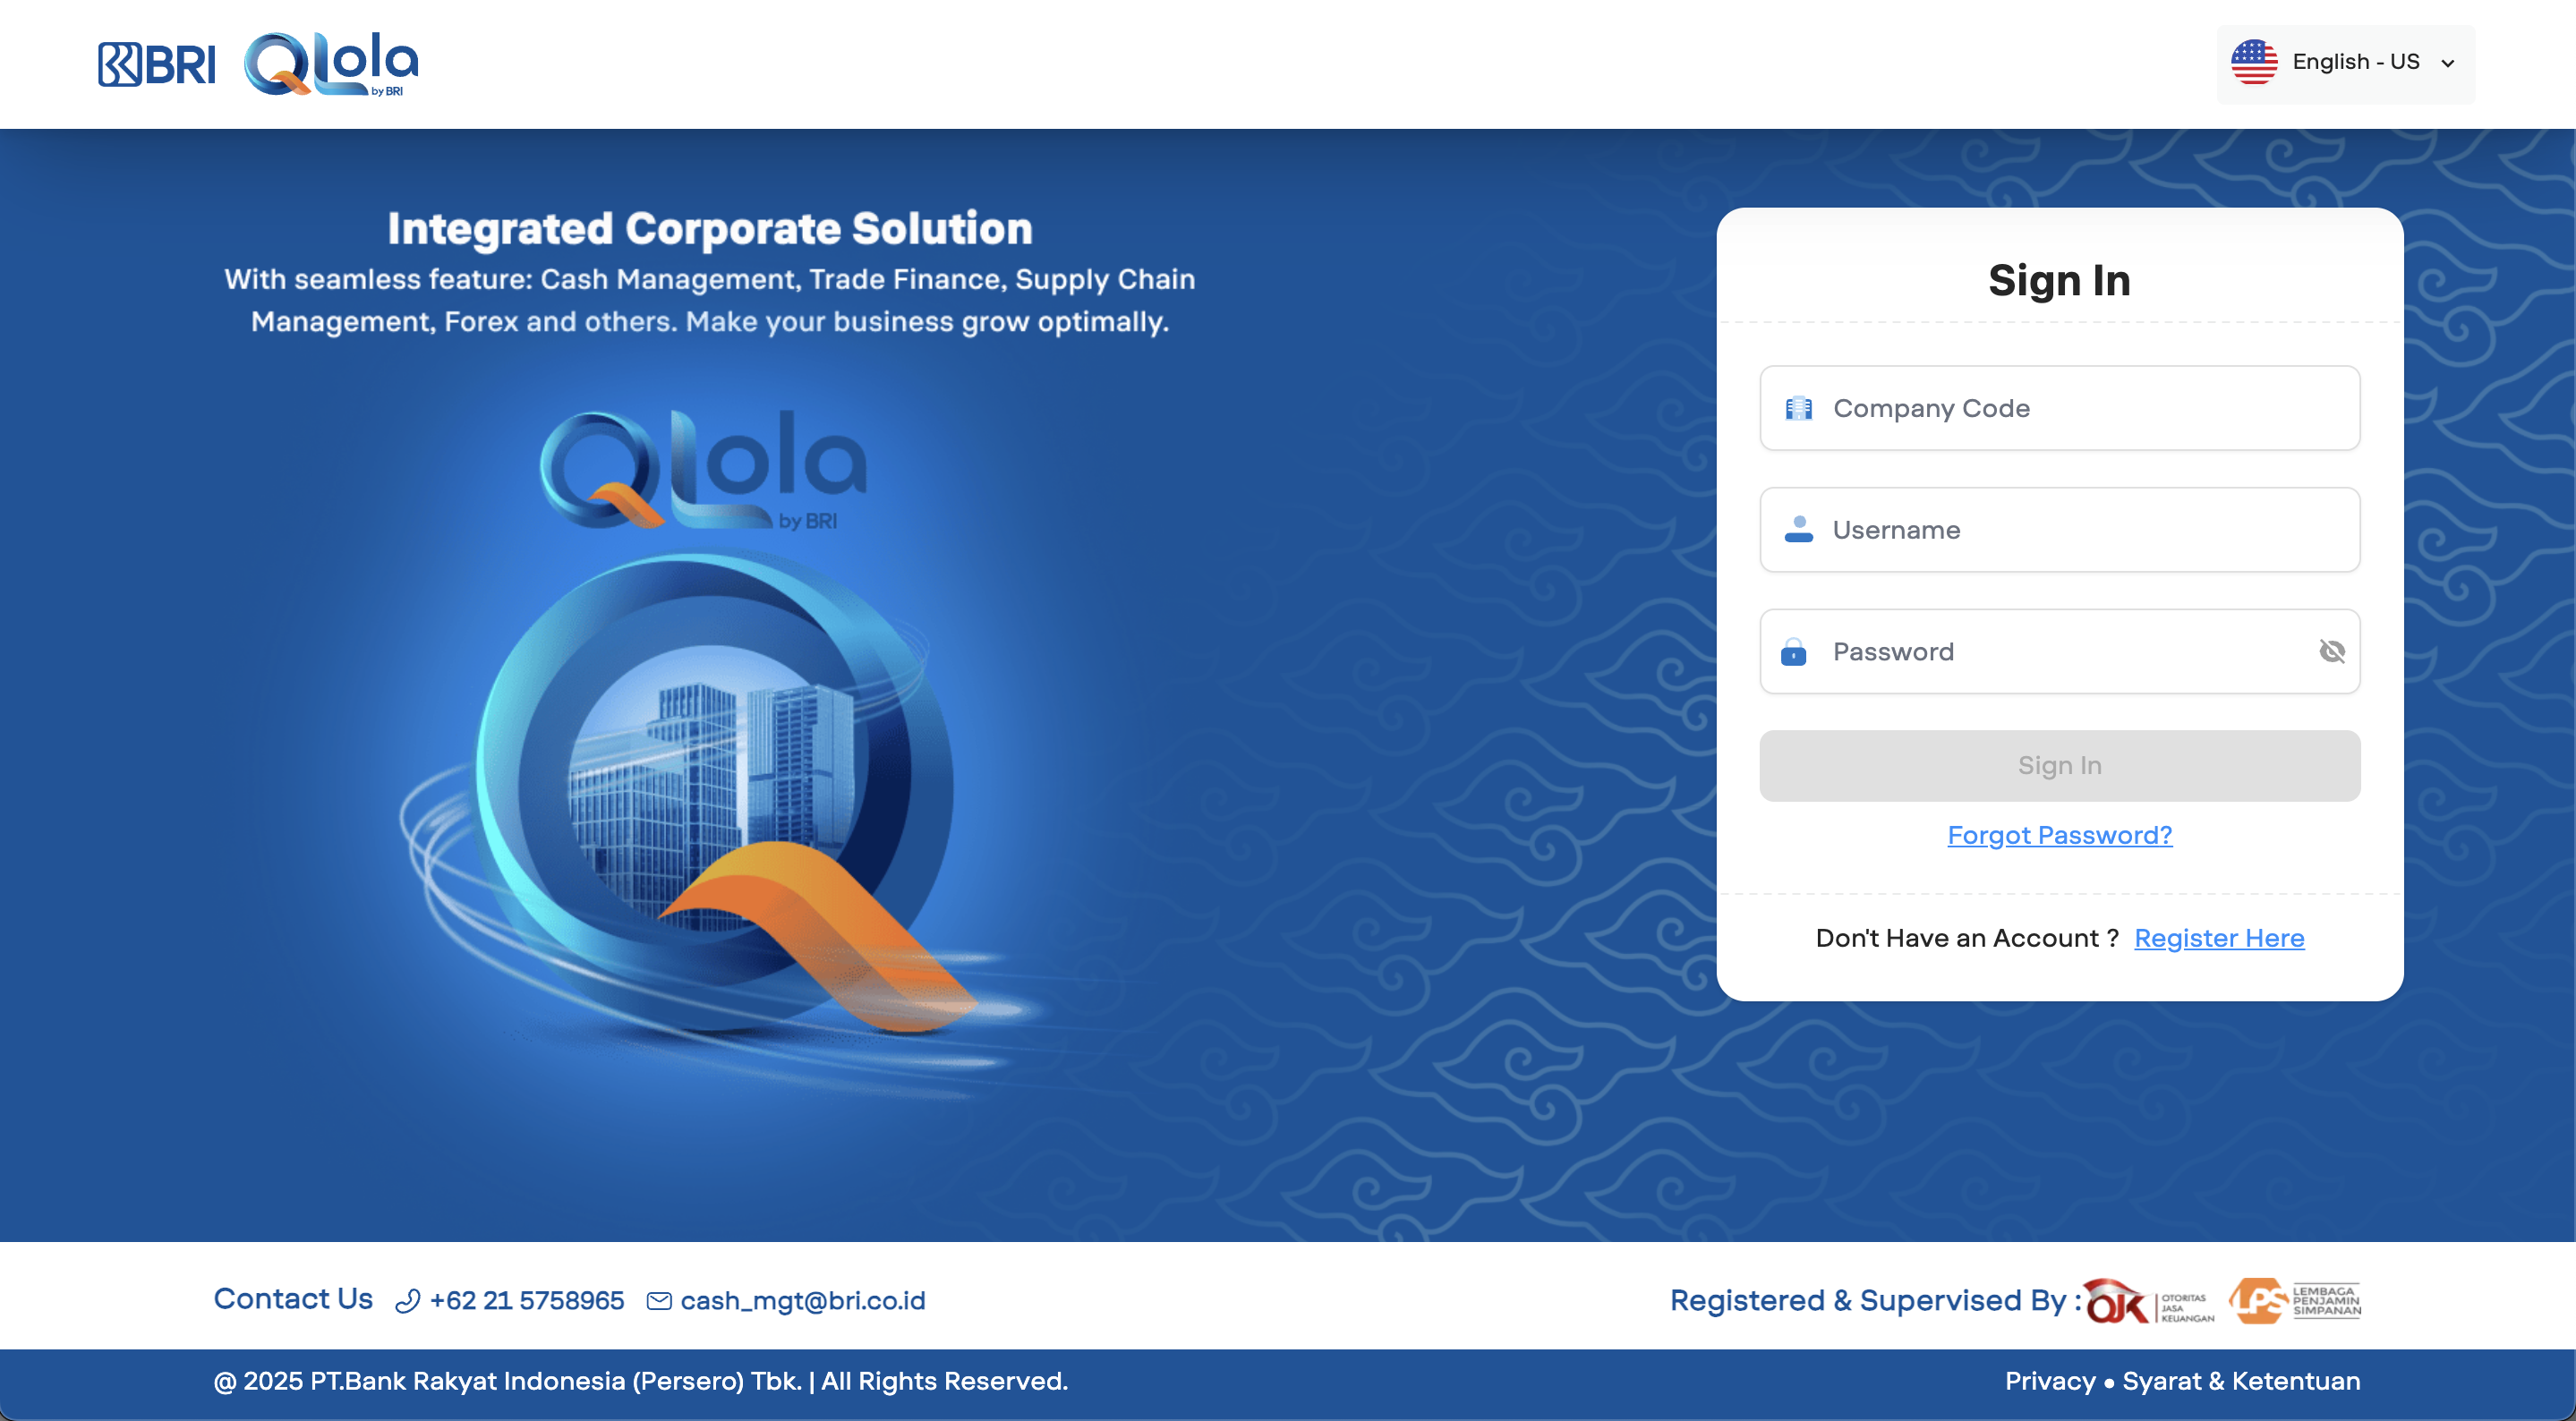 BRI QLola
by BRI
English - US
Integrated Corporate Solution
With seamless feature: Cash Management, Trade Finance, Supply Chain
Management, Forex and others. Make your business grow optimally.
QLola
by BRI
Sign In
Company Code
Username
Password
Sign In
Forgot Password?
Don't Have an Account ? Register Here
Contact Us +62 21 5758965 cash_mgt@bri.co.id
Registered & Supervised By :
OJK
OTORITAS
JASA
KEUANGAN
LPS
LEMBAGA
PENJAMIN
SIMPANAN
@ 2025 PT.Bank Rakyat Indonesia (Persero) Tbk. | All Rights Reserved.
Privacy • Syarat & Ketentuan